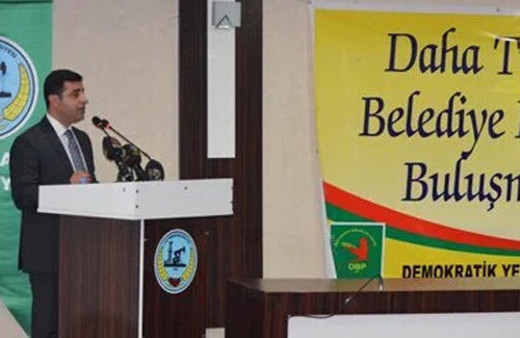 Daha T
Belediye
Buluşm
DBP
DEMOKRATİK YE